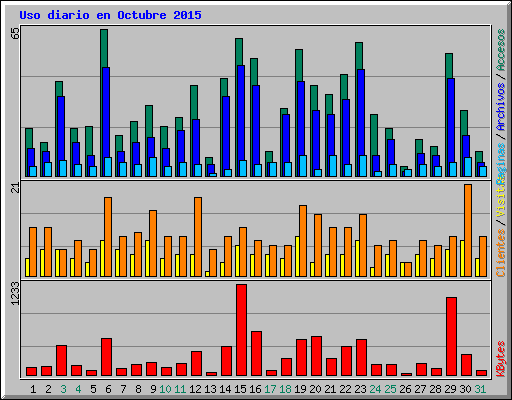 Uso diario en Octubre 2015
65
21
1233
Accesos / Archivos / Paginas
Visitas / Clientes
KBytes
1 2 3 4 5 6 7 8 9 10 11 12 13 14 15 16 17 18 19 20 21 22 23 24 25 26 27 28 29 30 31